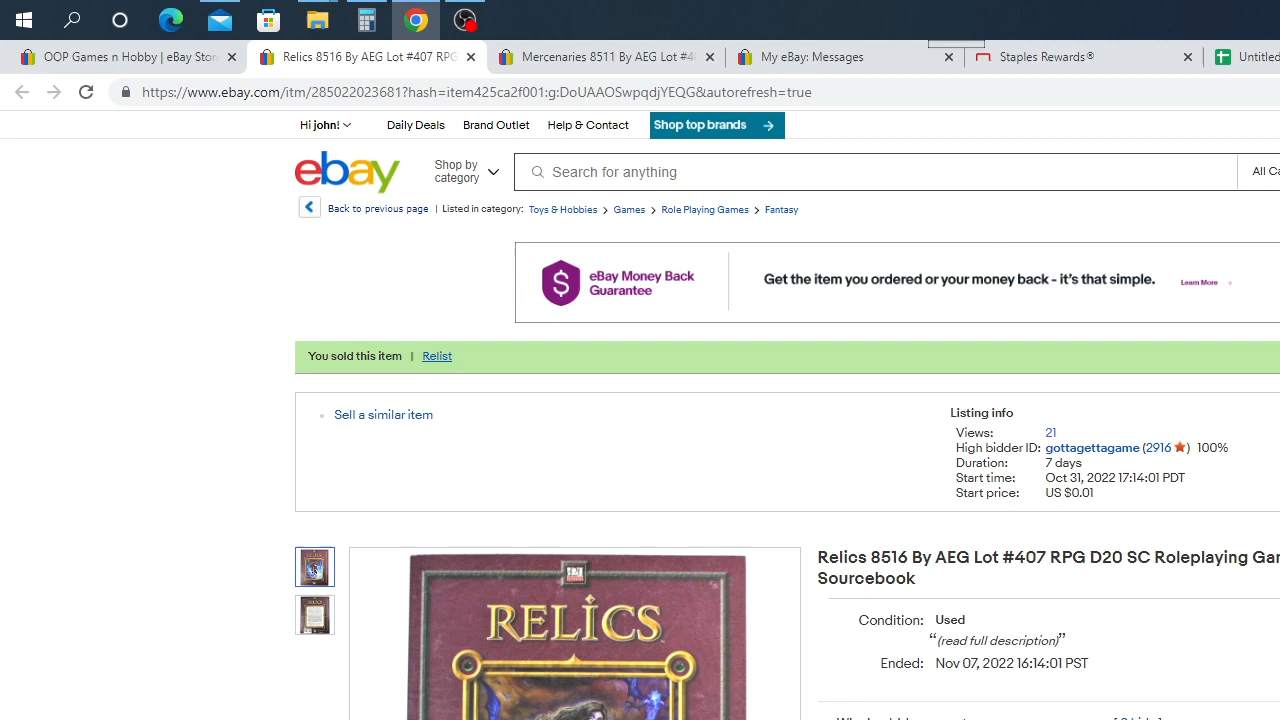 OOP Games n Hobby | eBay Stor
Relics 8516 By AEG Lot #407 RPG
Mercenaries 8511 By AEG Lot #4
My eBay: Messages
Staples Rewards®
Untitled
https://www.ebay.com/itm/285022023681?hash=item425ca2f001:g:DoUAAOSwpqdjYEQG&autorefresh=true
Hi john! Daily Deals Brand Outlet Help & Contact Shop top brands
ebay Shop by category Search for anything All Ca
Back to previous page | Listed in category: Toys & Hobbies > Games > Role Playing Games > Fantasy
eBay Money Back Guarantee Get the item you ordered or your money back - it's that simple. Learn More
You sold this item | Relist
Sell a similar item
Listing info
Views: 21
High bidder ID: gottagettagame (2916 ) 100%
Duration: 7 days
Start time: Oct 31, 2022 17:14:01 PDT
Start price: US $0.01
RELICS
Relics 8516 By AEG Lot #407 RPG D20 SC Roleplaying Gam
Sourcebook
Condition: Used
“(read full description)”
Ended: Nov 07, 2022 16:14:01 PST